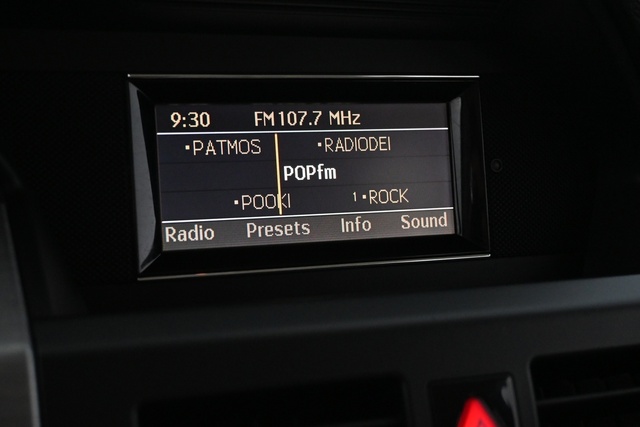 9:30 FM 107.7 MHz
PATMOS RADIODEI
POPfm
POOKI 1 ROCK
Radio Presets Info Sound